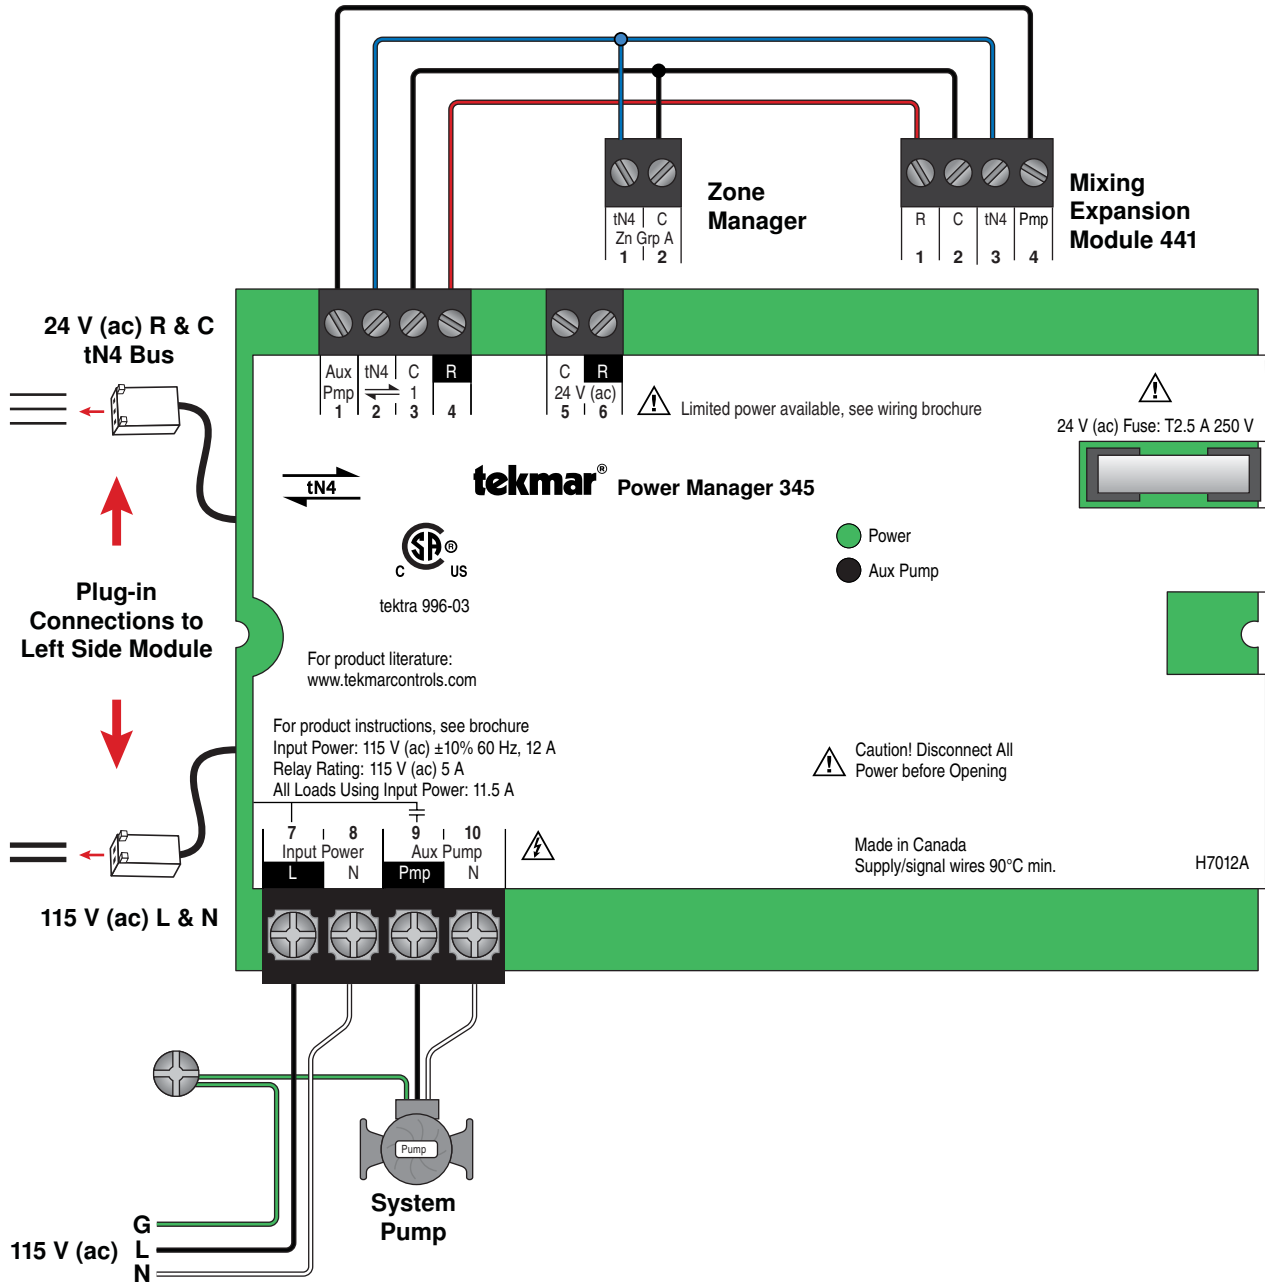 Zone
Manager
Mixing
Expansion
Module 441
tN4 C
Zn Grp A
1 2
R C tN4 Pmp
1 2 3 4
24 V (ac) R & C
tN4 Bus
Aux tN4 C R
Pmp 1
1 2 3 4
C R
24 V (ac)
5 6
Limited power available, see wiring brochure
24 V (ac) Fuse: T2.5 A 250 V
tN4
tekmar® Power Manager 345
SA ®
C US
Power
Aux Pump
tektra 996-03
Plug-in
Connections to
Left Side Module
For product literature:
www.tekmarcontrols.com
For product instructions, see brochure
Input Power: 115 V (ac) ±10% 60 Hz, 12 A
Relay Rating: 115 V (ac) 5 A
All Loads Using Input Power: 11.5 A
Caution! Disconnect All
Power before Opening
7 8 9 10
Input Power Aux Pump
L N Pmp N
Made in Canada
Supply/signal wires 90°C min.
H7012A
115 V (ac) L & N
Pump
System
Pump
115 V (ac)
G
L
N